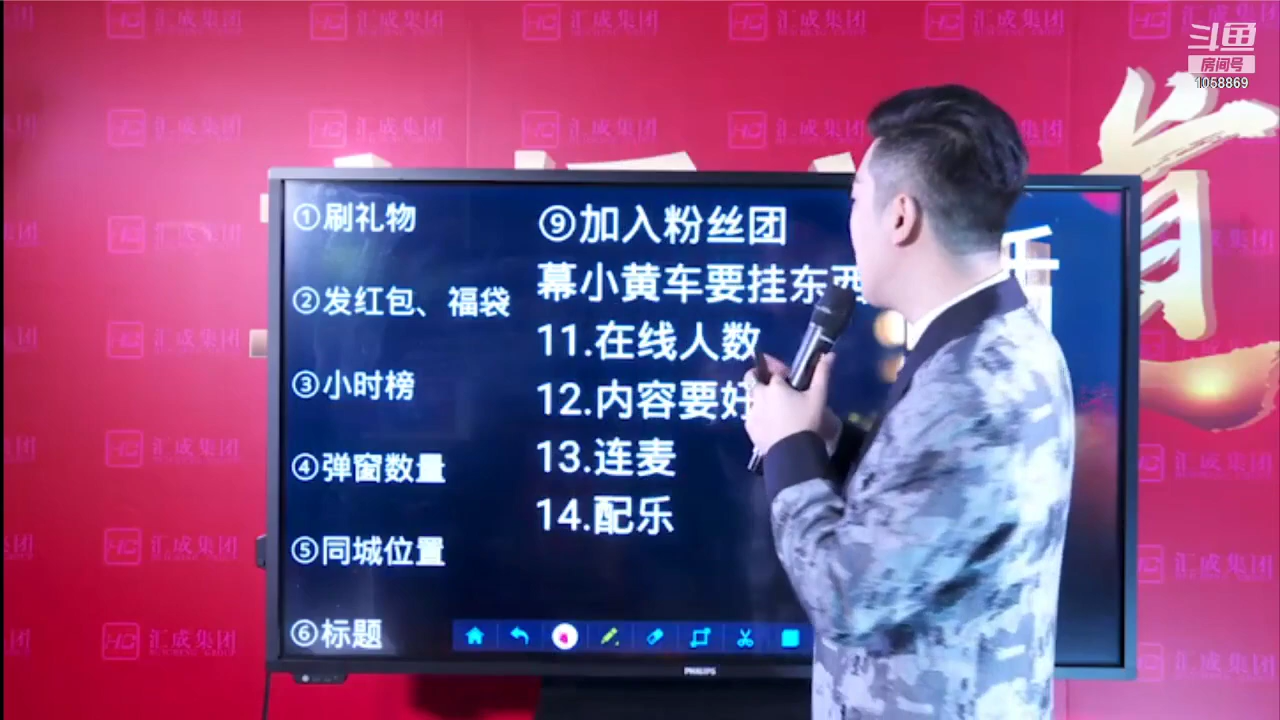 斗鱼
房间号
1058869
汇成集团
①刷礼物
②发红包、福袋
③小时榜
④弹窗数量
⑤同城位置
⑥标题
⑨加入粉丝团
幕小黄车要挂东西
11.在线人数
12.内容要好
13.连麦
14.配乐
PHILIPS